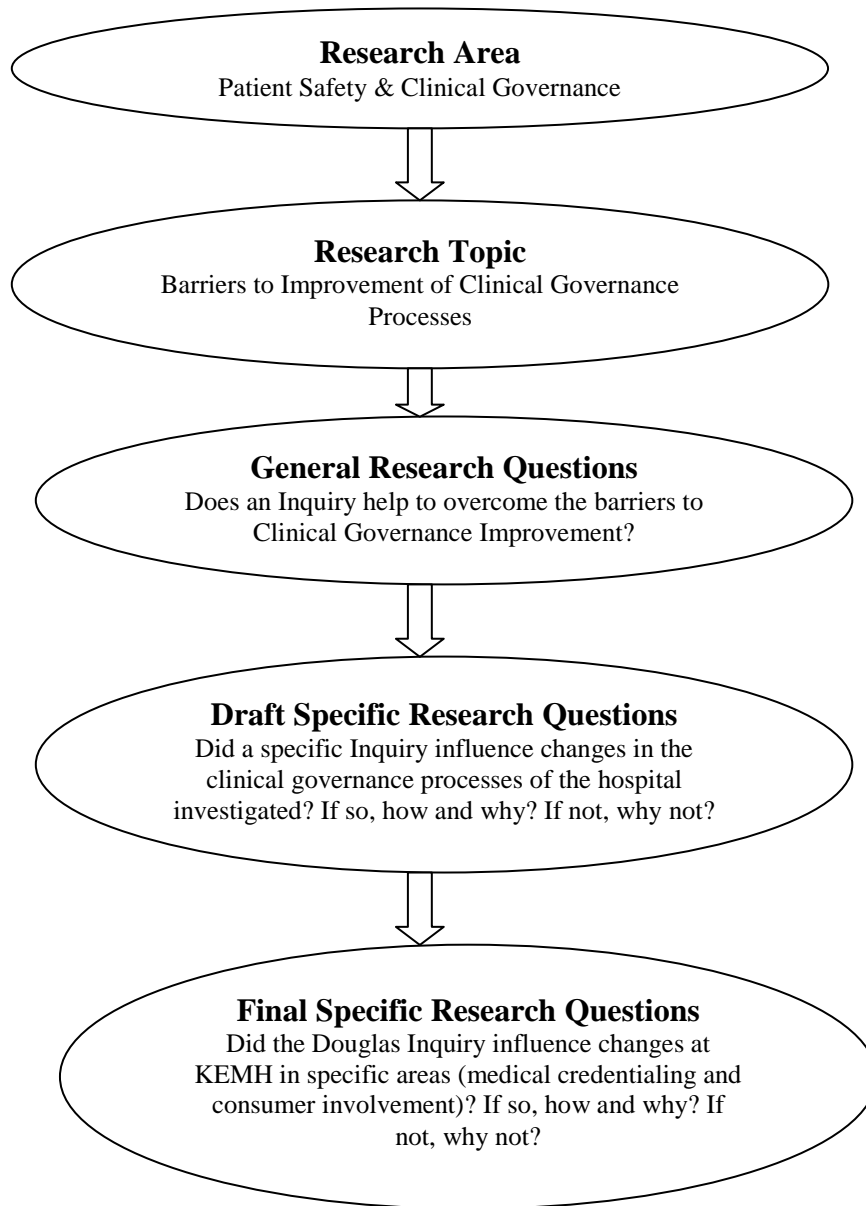 Research Area
Patient Safety & Clinical Governance
Research Topic
Barriers to Improvement of Clinical Governance
Processes
General Research Questions
Does an Inquiry help to overcome the barriers to
Clinical Governance Improvement?
Draft Specific Research Questions
Did a specific Inquiry influence changes in the
clinical governance processes of the hospital
investigated? If so, how and why? If not, why not?
Final Specific Research Questions
Did the Douglas Inquiry influence changes at
KEMH in specific areas (medical credentialing and
consumer involvement)? If so, how and why? If
not, why not?